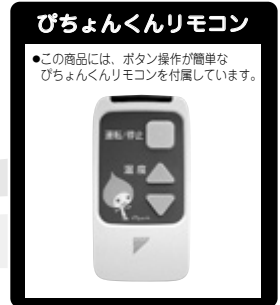 ぴちょんくんリモコン
●この商品には、ボタン操作が簡単な
ぴちょんくんリモコンを付属しています。
運転/停止
温度